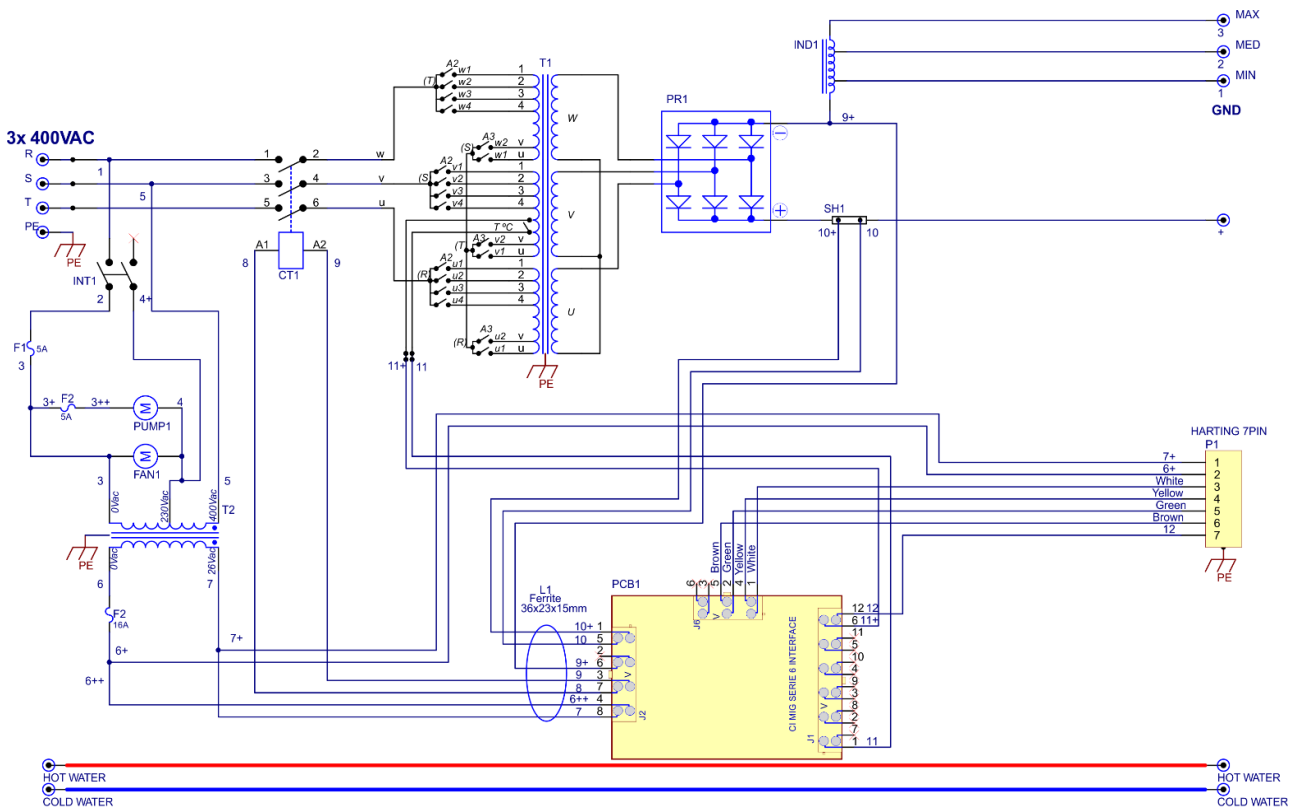 MAX
3
IND1
MED
2
MIN
1
GND
T1
A2
w1
(T)
w2
w3
w4
1
2
3
4
W
PR1
9+
3x 400VAC
R
S
T
PE
PE
1
5
1
2
w
3
4
v
5
6
u
A3
(S)
w2
w1
v
u
A2
(S
v1
v2
v3
v4
1
2
3
4
V
T ºC
A3
(T)
v2
v1
v
u
A2
(R
u1
u2
u3
u4
1
2
3
4
U
A3
(R)
u2
u1
v
u
PE
SH1
10+
10
+
A1
A2
8
CT1
9
INT1
2
4+
F1
5A
3
11+
11
3+
F2
5A
3++
M
4
PUMP1
M
FAN1
3
5
0Vac
230Vac
400Vac
T2
PE
0Vac
26Vac
6
7
F2
16A
6+
7+
6++
HARTING 7PIN
P1
7+
1
6+
2
White
3
Yellow
4
Green
5
Brown
6
12
7
PE
L1
Ferrite
36x23x15mm
PCB1
6
3
5
2
4
1
Brown
Green
Yellow
White
J6
V
CI MIG SERIE 6 INTERFACE
10+ 1
10 5
2
9+ 6
9 3
8 7
6++ 4
7 8
V
J2
12 12
6 11+
11
5
10
4
9
3
8
2
7
1 11
V
J1
HOT WATER
HOT WATER
COLD WATER
COLD WATER